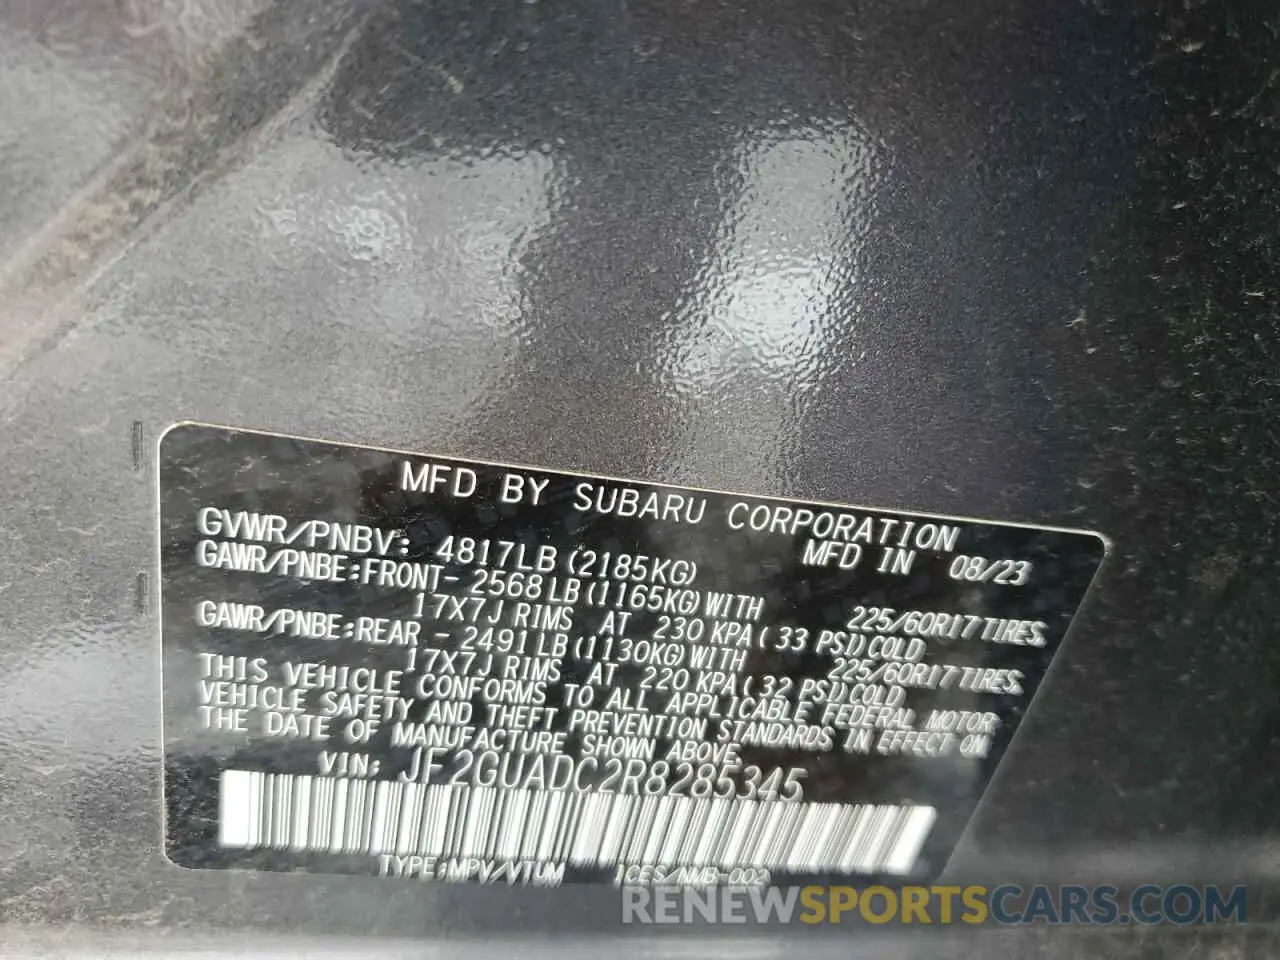 MFD BY SUBARU CORPORATION
GVWR/PNBV: 4817LB (2185KG) MFD IN 08/23
GAWR/PNBE:FRONT- 2568LB (1165KG) WITH 225/60R17 TIRES
17X7J RIMS AT 230 KPA ( 33 PSI) COLD
GAWR/PNBE:REAR - 2491LB (1130KG) WITH 225/60R17 TIRES
17X7J RIMS AT 220 KPA ( 32 PSI) COLD
THIS VEHICLE CONFORMS TO ALL APPLICABLE FEDERAL MOTOR
VEHICLE SAFETY AND THEFT PREVENTION STANDARDS IN EFFECT ON
THE DATE OF MANUFACTURE SHOWN ABOVE.
VIN: JF2GUADC2R8285345
TYPE:MPV/VTUM ICES/NMB-002
RENEWSPORTSCARS.COM